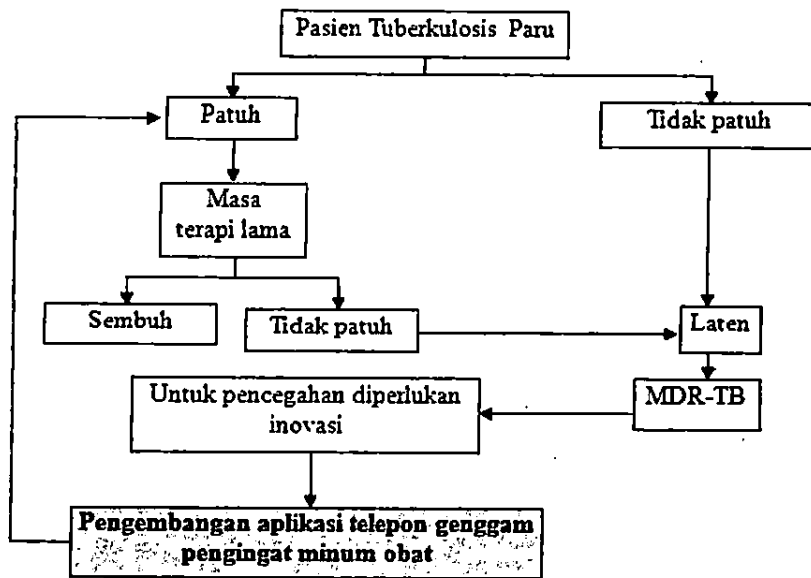 Pasien Tuberkulosis Paru
Patuh
Tidak patuh
Masa
terapi lama
Sembuh
Tidak patuh
Laten
MDR-TB
Untuk pencegahan diperlukan
inovasi
Pengembangan aplikasi telepon genggam
pengingat minum obat